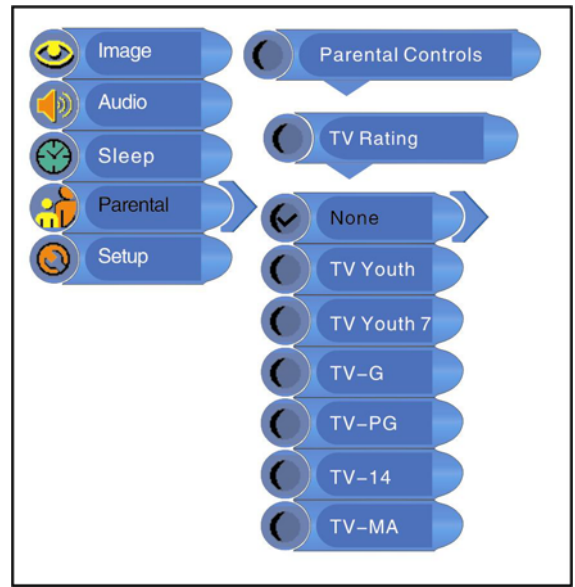 Image
Audio
Sleep
Parental
Setup
Parental Controls
TV Rating
None
TV Youth
TV Youth 7
TV–G
TV–PG
TV–14
TV–MA